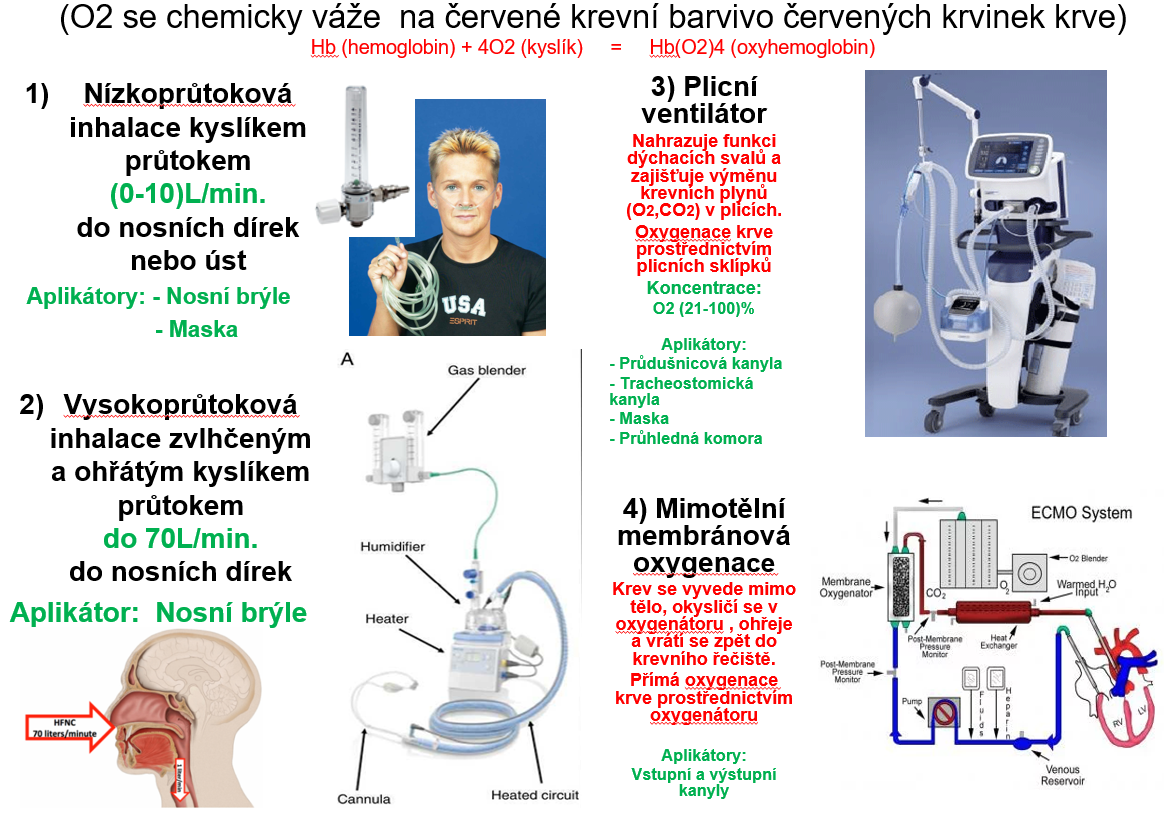 (O2 se chemicky váže na červené krevní barvivo červených krvinek krve)
Hb (hemoglobin) + 4O2 (kyslík) = Hb(O2)4 (oxyhemoglobin)
1) Nízkoprůtoková
inhalace kyslíkem
průtokem
(0-10)L/min.
do nosních dírek
nebo úst
Aplikátory: - Nosní brýle
- Maska
USA
ESPRIT
2) Vysokoprůtoková
inhalace zvlhčeným
a ohřátým kyslíkem
průtokem
do 70L/min.
do nosních dírek
Aplikátor: Nosní brýle
HFNC
70 liters/minute
1 liter/min
A
Gas blender
Humidifier
Heater
Cannula
Heated circuit
3) Plicní
ventilátor
Nahrazuje funkci
dýchacích svalů a
zajišťuje výměnu
krevních plynů
(O2,CO2) v plicích.
Oxygenace krve
prostřednictvím
plicních sklípků
Koncentrace:
O2 (21-100)%
Aplikátory:
- Průdušnicová kanyla
- Tracheostomická
kanyla
- Maska
- Průhledná komora
4) Mimotělní
membránová
oxygenace
Krev se vyvede mimo
tělo, okysličí se v
oxygenátoru , ohřeje
a vrátí se zpět do
krevního řečiště.
Přímá oxygenace
krve prostřednictvím
oxygenátoru
Aplikátory:
Vstupní a výstupní
kanyly
ECMO System
O2 Blender
Membrane
Oxygenator
CO2
O2
Warmed H2O
Input
Post-Membrane
Pressure
Monitor
Heat
Exchanger
Post-Membrane
Pressure
Monitor
Pump
Fluids
Heparin
RV
LV
Venous
Reservoir